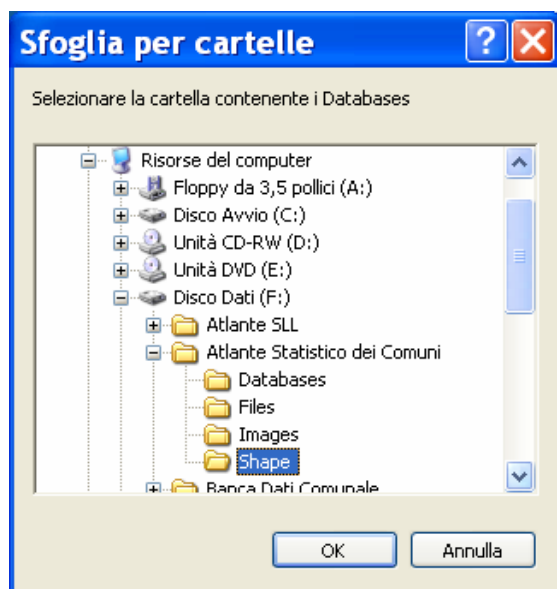 Sfoglia per cartelle
Selezionare la cartella contenente i Databases
Risorse del computer
Floppy da 3,5 pollici (A:)
Disco Avvio (C:)
Unità CD-RW (D:)
Unità DVD (E:)
Disco Dati (F:)
Atlante SLL
Atlante Statistico dei Comuni
Databases
Files
Images
Shape
Banca Dati Comunale
OK Annulla